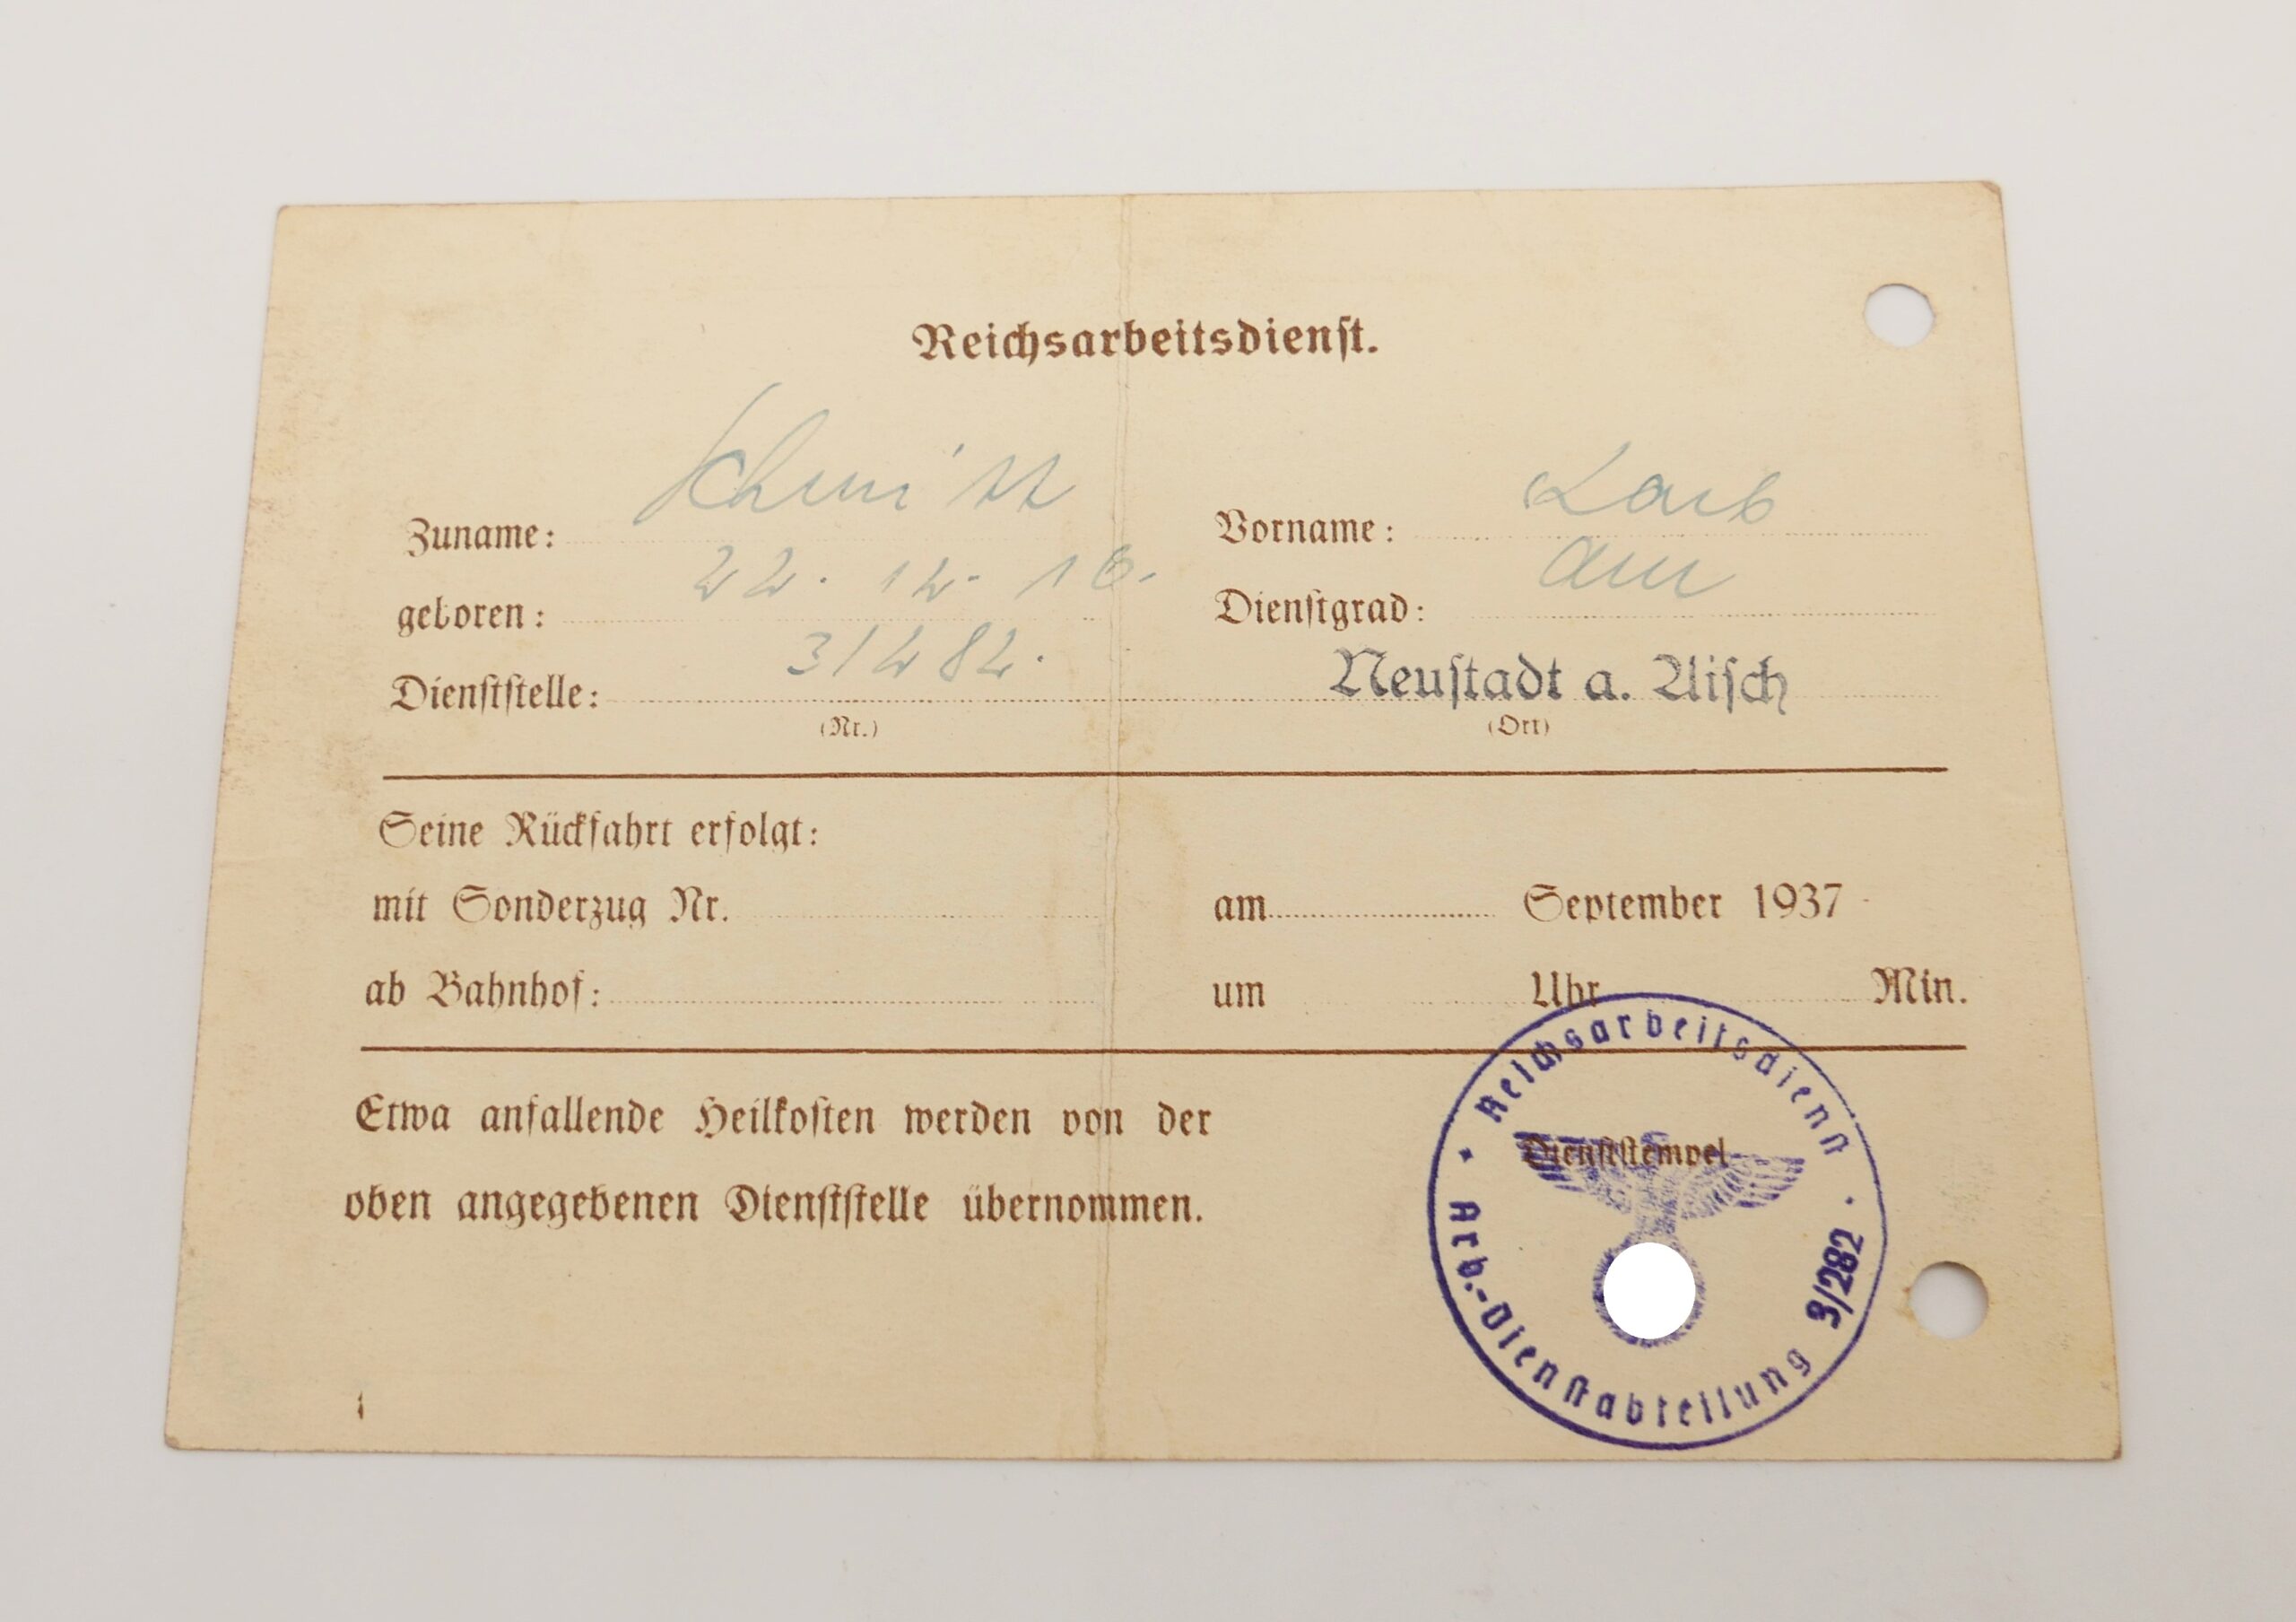 Reichsarbeitsdienst.
Zuname: Schmitt Vorname:
geboren: 22. 12. 16. Dienstgrad: Am
Dienststelle: 3/282. Neustadt a. Aisch
(Nr.) (Ort)
Seine Rückfahrt erfolgt:
mit Sonderzug Nr. am September 1937
ab Bahnhof: um Uhr Min.
Etwa anfallende Heilkosten werden von der
oben angegebenen Dienststelle übernommen.
Dienststempel
Reichsarbeitsdienst
Arb.-Dienstabteilung 3/282